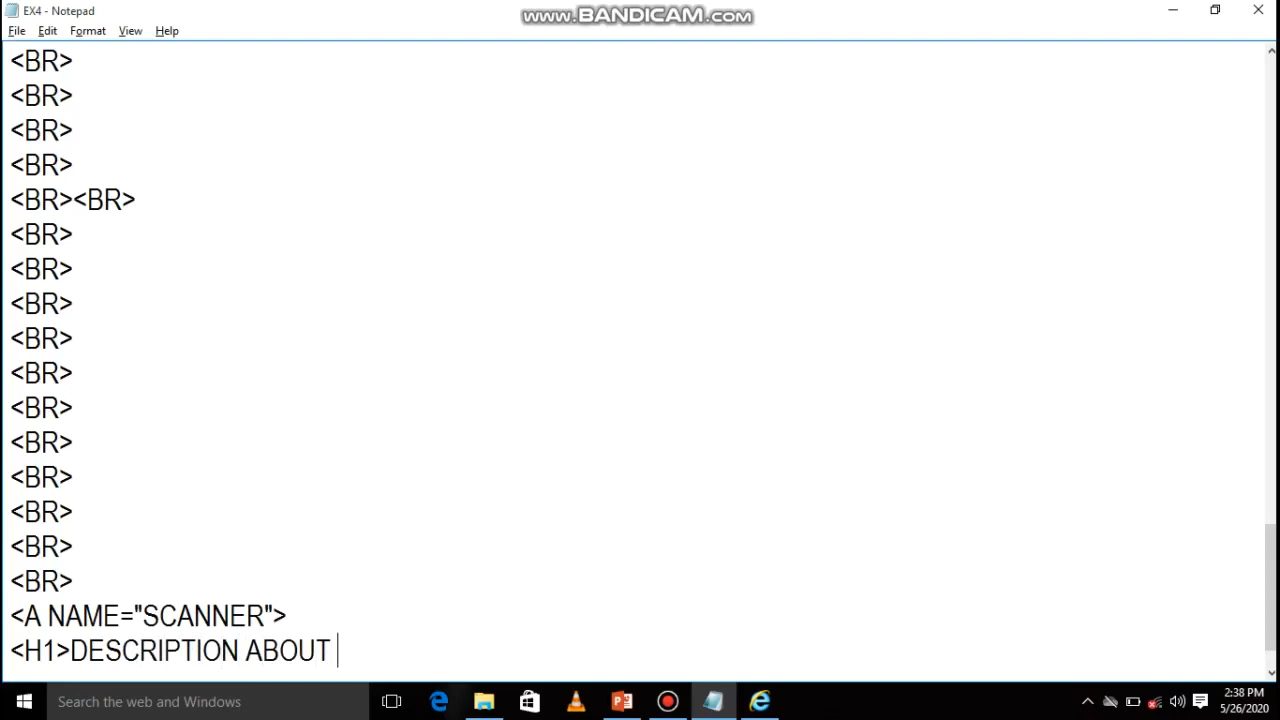 EX4 - Notepad
www.BANDICAM.com
File Edit Format View Help
<BR>
<BR>
<BR>
<BR>
<BR><BR>
<BR>
<BR>
<BR>
<BR>
<BR>
<BR>
<BR>
<BR>
<BR>
<BR>
<BR>
<A NAME="SCANNER">
<H1>DESCRIPTION ABOUT
Search the web and Windows
2:38 PM
5/26/2020